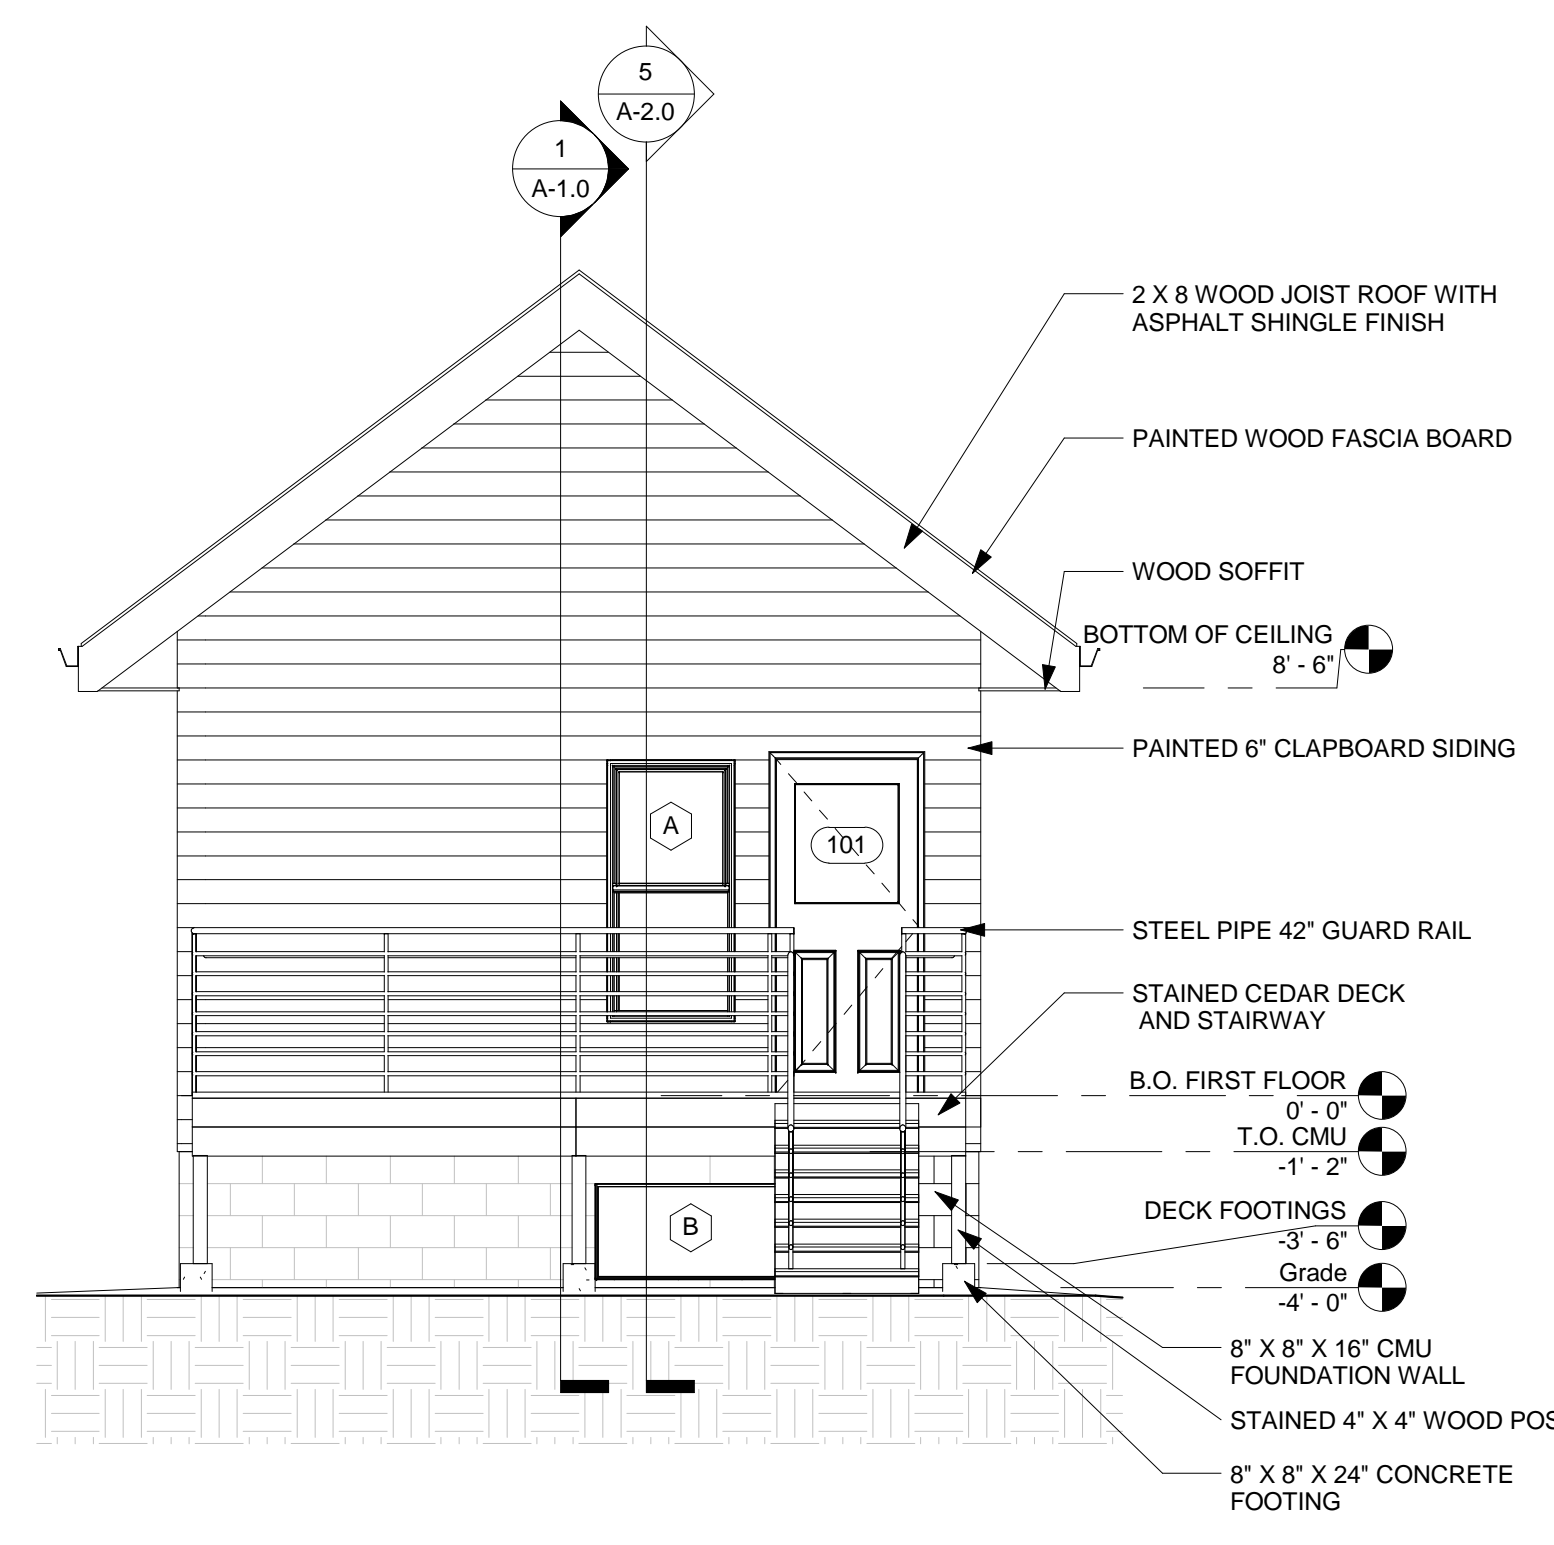 5
A-2.0
1
A-1.0
2 X 8 WOOD JOIST ROOF WITH
ASPHALT SHINGLE FINISH
PAINTED WOOD FASCIA BOARD
WOOD SOFFIT
BOTTOM OF CEILING
8' - 6"
PAINTED 6" CLAPBOARD SIDING
A
101
STEEL PIPE 42" GUARD RAIL
STAINED CEDAR DECK
AND STAIRWAY
B.O. FIRST FLOOR
0' - 0"
T.O. CMU
-1' - 2"
DECK FOOTINGS
-3' - 6"
B
Grade
-4' - 0"
8" X 8" X 16" CMU
FOUNDATION WALL
STAINED 4" X 4" WOOD POS
8" X 8" X 24" CONCRETE
FOOTING